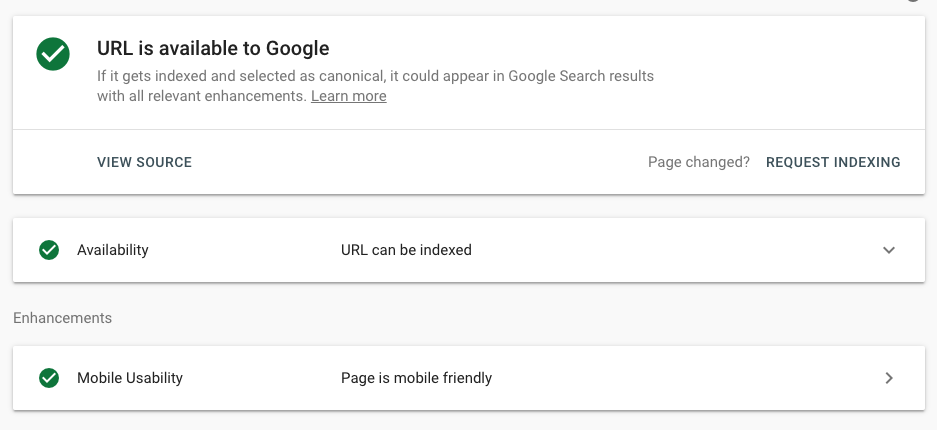 URL is available to Google
If it gets indexed and selected as canonical, it could appear in Google Search results
with all relevant enhancements. Learn more
VIEW SOURCE
Page changed? REQUEST INDEXING
Availability URL can be indexed
Enhancements
Mobile Usability Page is mobile friendly